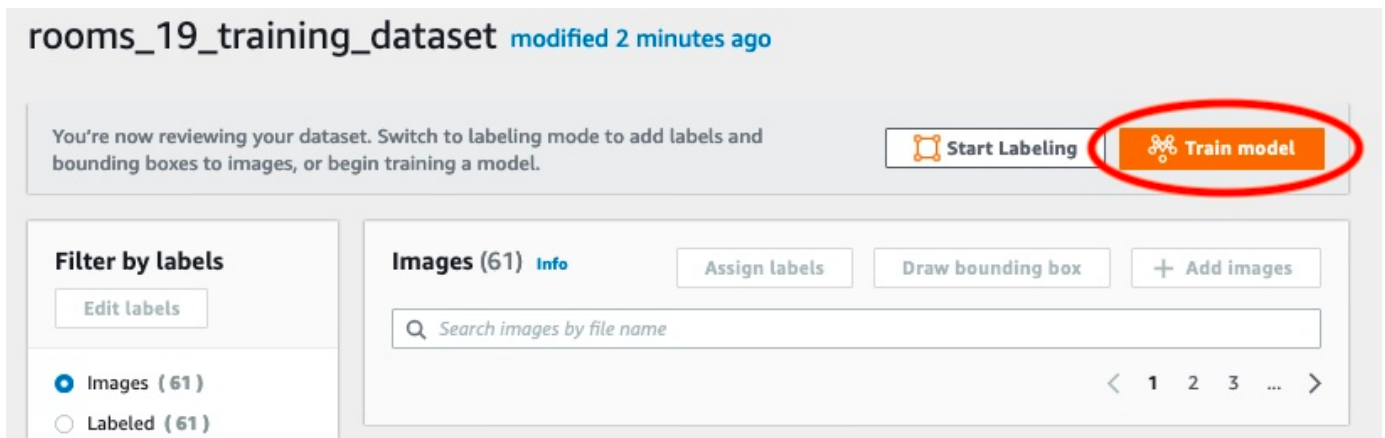 rooms_19_training_dataset modified 2 minutes ago
You're now reviewing your dataset. Switch to labeling mode to add labels and
bounding boxes to images, or begin training a model.
Start Labeling
Train model
Filter by labels
Edit labels
Images (61)
Labeled (61)
Images (61) Info
Assign labels
Draw bounding box
+ Add images
Search images by file name
< 1 2 3 ... >